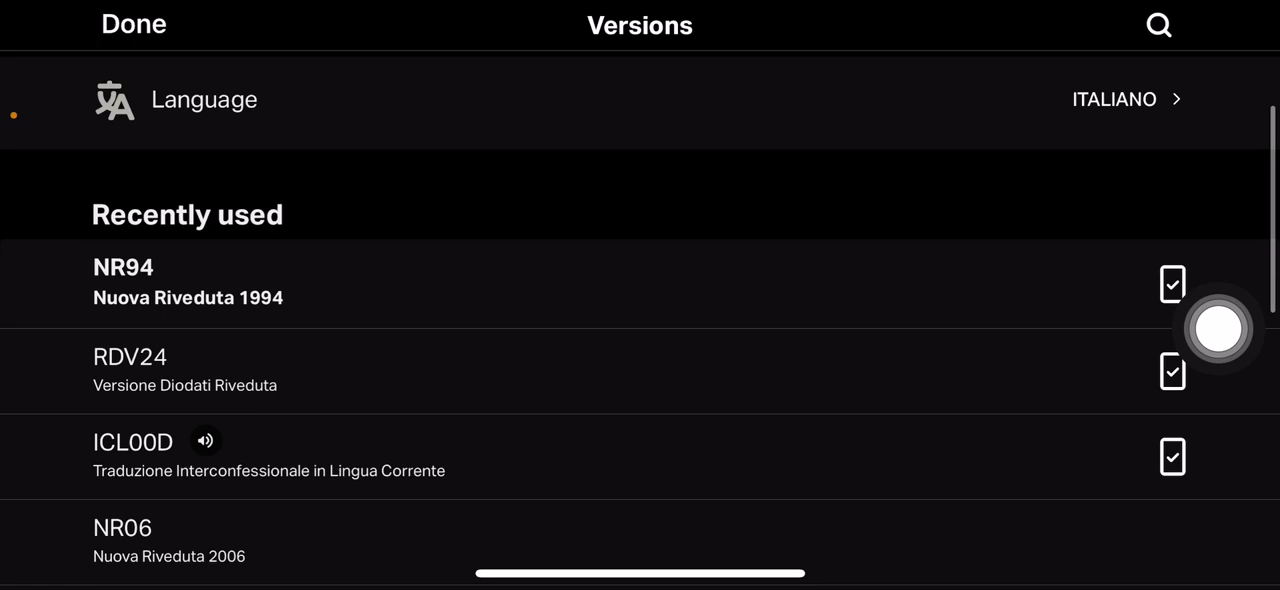 Done
Versions
Language
ITALIANO
Recently used
NR94
Nuova Riveduta 1994
RDV24
Versione Diodati Riveduta
ICL00D
Traduzione Interconfessionale in Lingua Corrente
NR06
Nuova Riveduta 2006